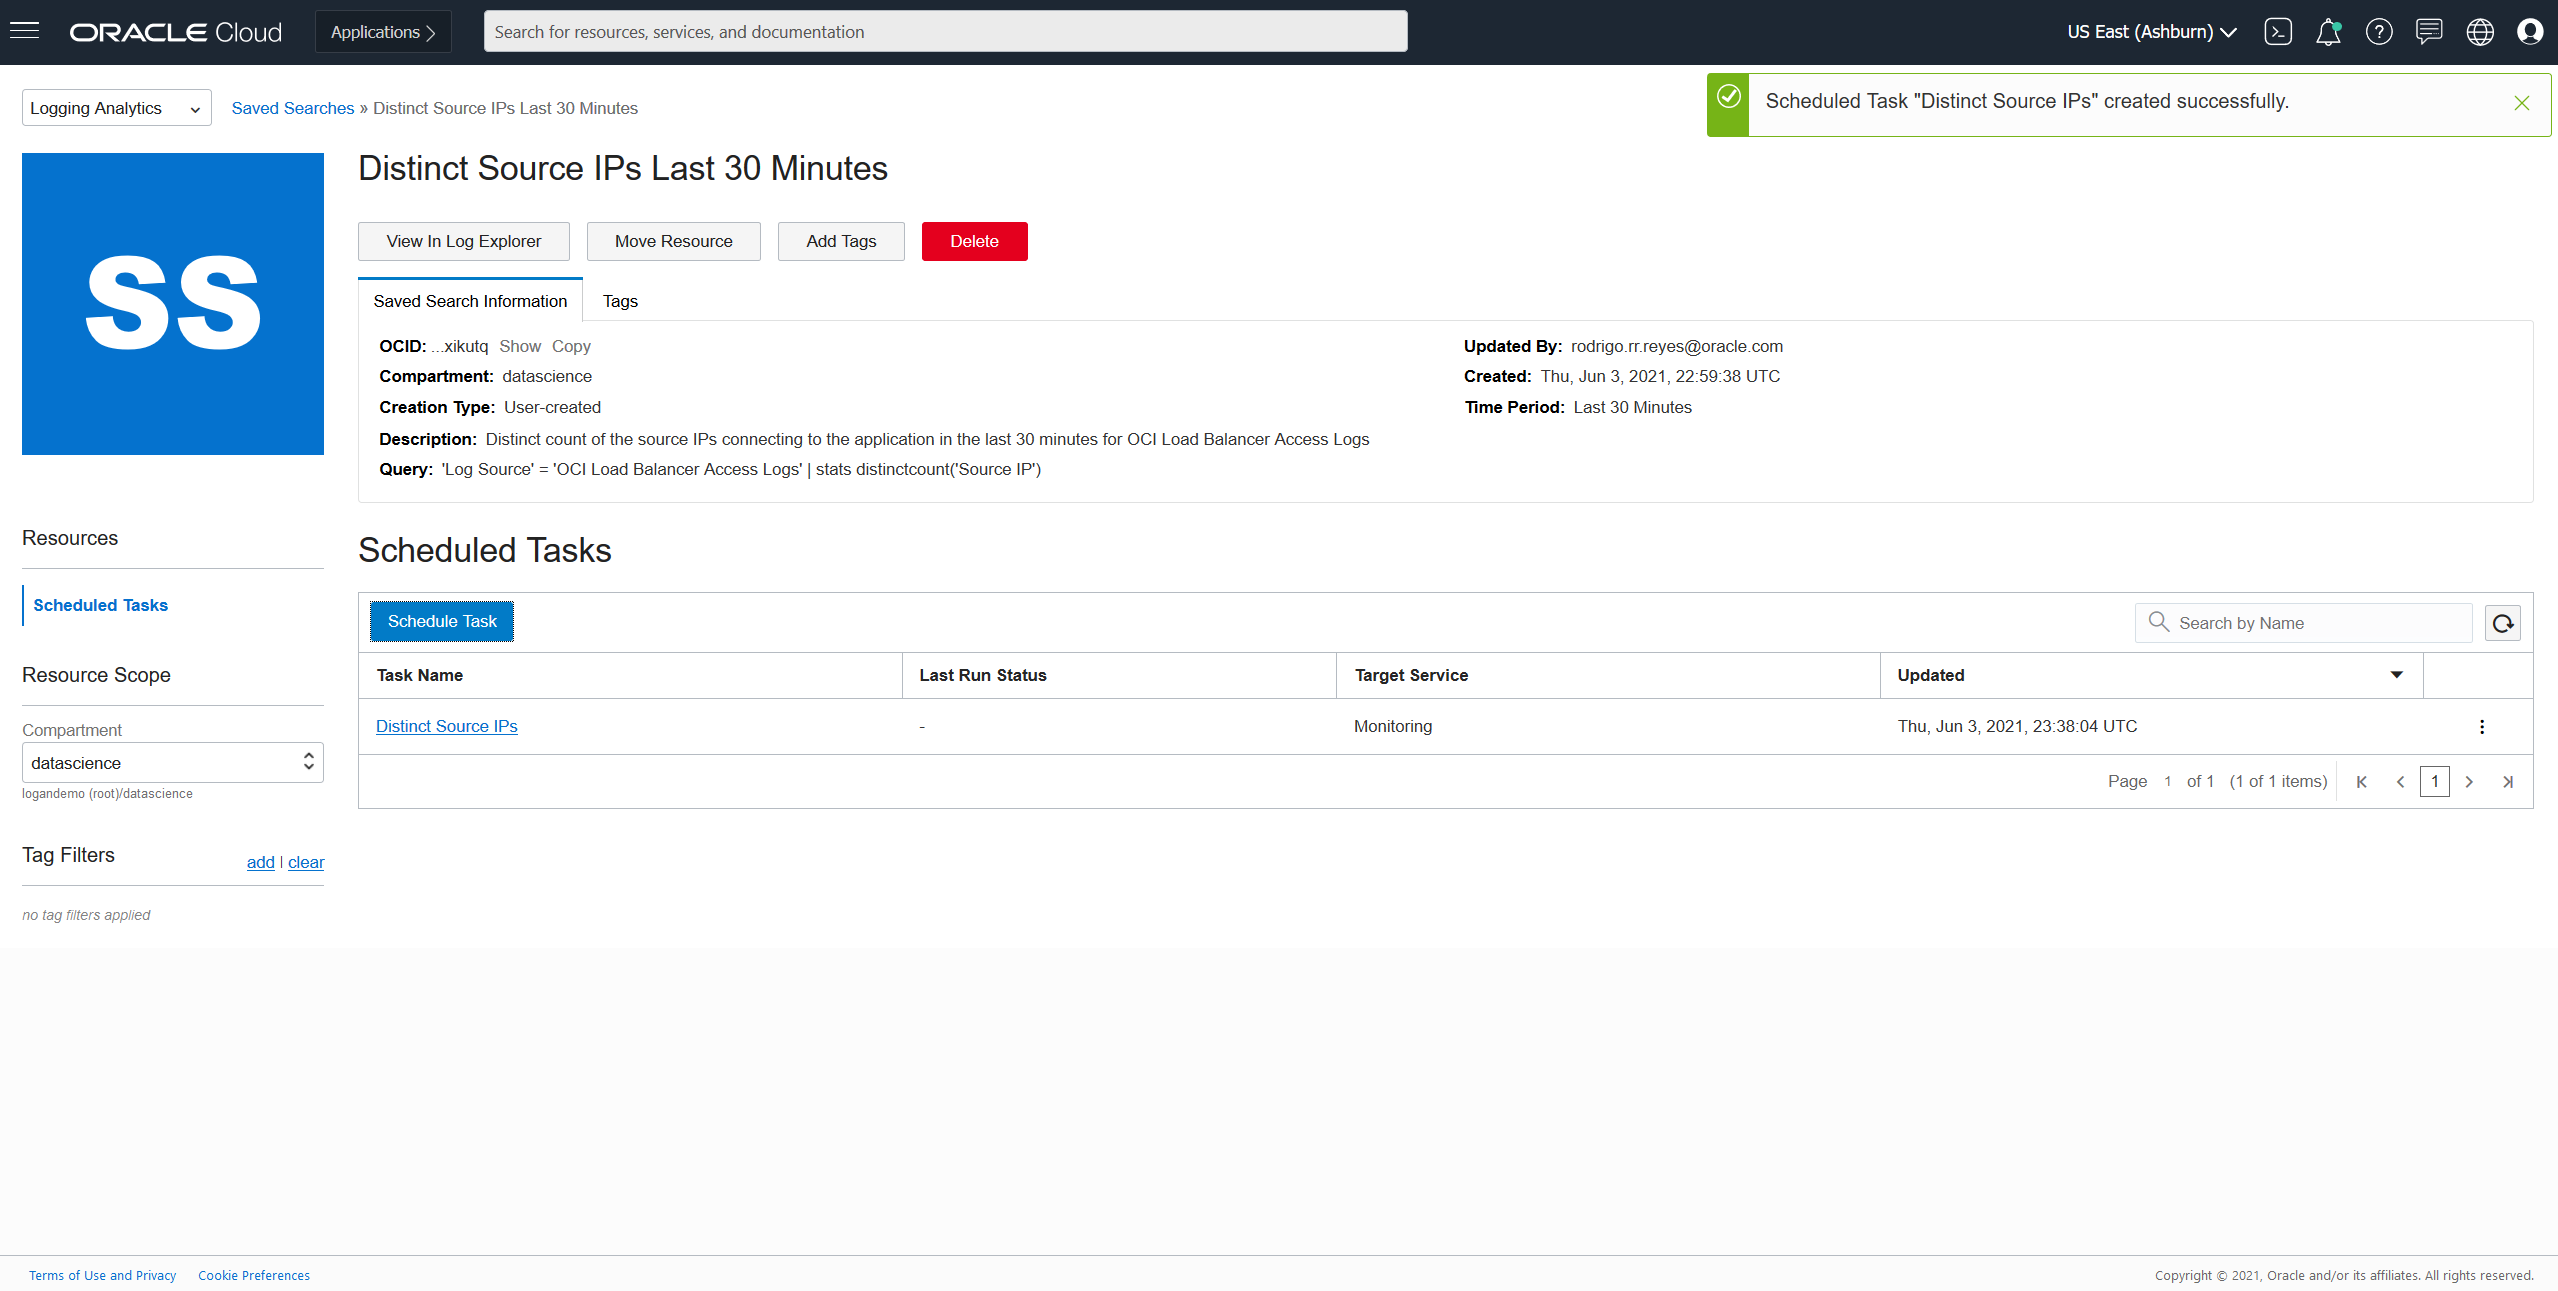 ORACLE Cloud
Applications
Search for resources, services, and documentation
US East (Ashburn)
Logging Analytics
Saved Searches » Distinct Source IPs Last 30 Minutes
Scheduled Task "Distinct Source IPs" created successfully.
ss
Distinct Source IPs Last 30 Minutes
View In Log Explorer
Move Resource
Add Tags
Delete
Saved Search Information
Tags
OCID: ...xikutq Show Copy
Compartment: datascience
Creation Type: User-created
Updated By: rodrigo.rr.reyes@oracle.com
Created: Thu, Jun 3, 2021, 22:59:38 UTC
Time Period: Last 30 Minutes
Description: Distinct count of the source IPs connecting to the application in the last 30 minutes for OCI Load Balancer Access Logs
Query: 'Log Source' = 'OCI Load Balancer Access Logs' | stats distinctcount('Source IP')
Resources
Scheduled Tasks
Resource Scope
Compartment
datascience
logandemo (root)/datascience
Tag Filters
add | clear
no tag filters applied
Scheduled Tasks
Schedule Task
Search by Name
Task Name Last Run Status Target Service Updated
Distinct Source IPs - Monitoring Thu, Jun 3, 2021, 23:38:04 UTC
Page 1 of 1 (1 of 1 items) 1
Terms of Use and Privacy Cookie Preferences
Copyright © 2021, Oracle and/or its affiliates. All rights reserved.